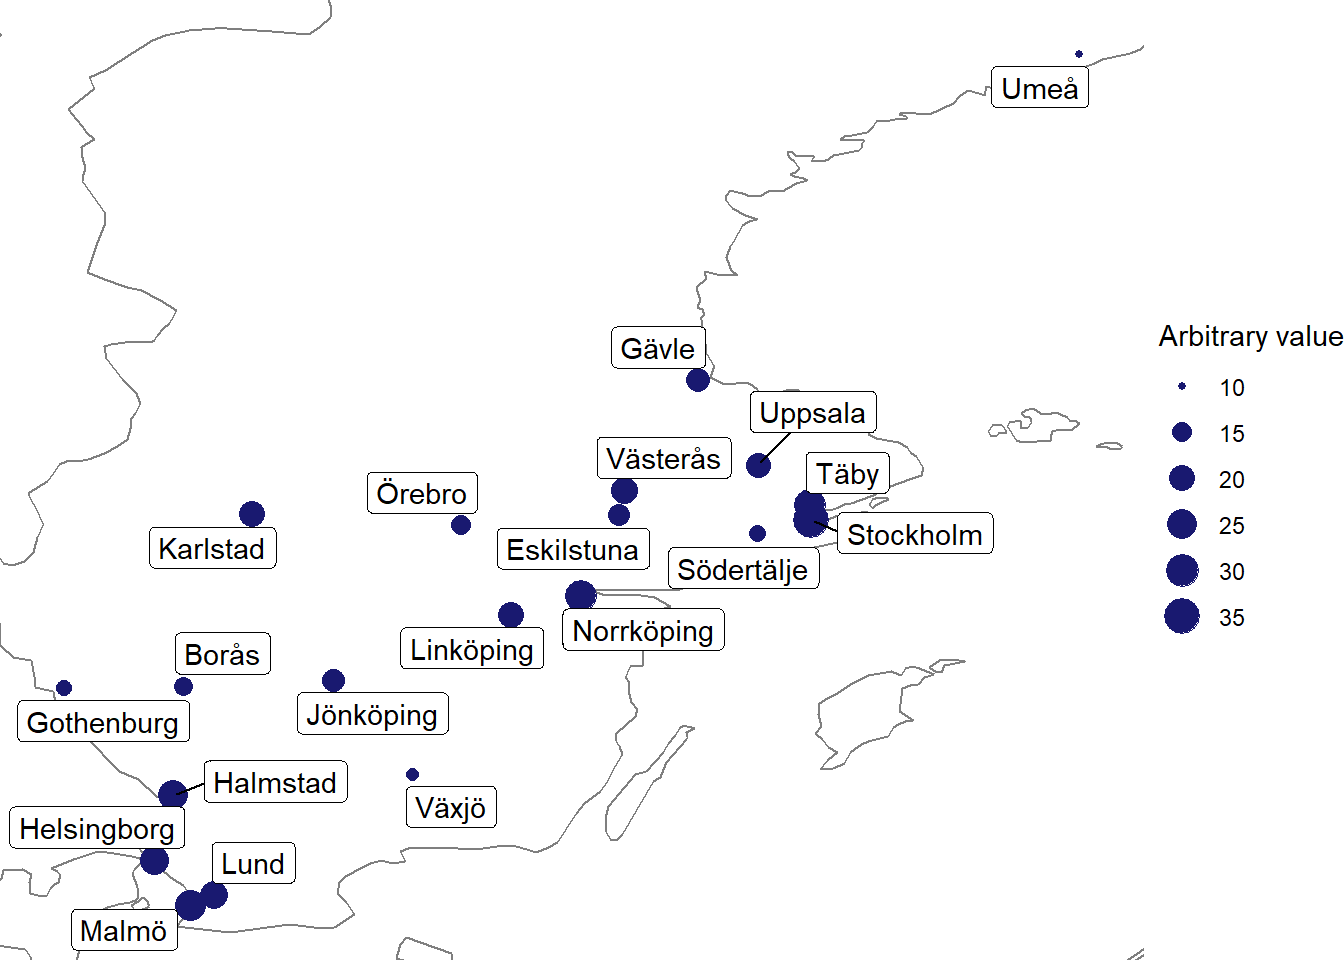 Umeå
Gävle
Uppsala
Västerås
Täby
Örebro
Stockholm
Karlstad
Eskilstuna
Södertälje
Norrköping
Linköping
Borås
Jönköping
Gothenburg
Halmstad
Växjö
Helsingborg
Lund
Malmö
Arbitrary value
10
15
20
25
30
35